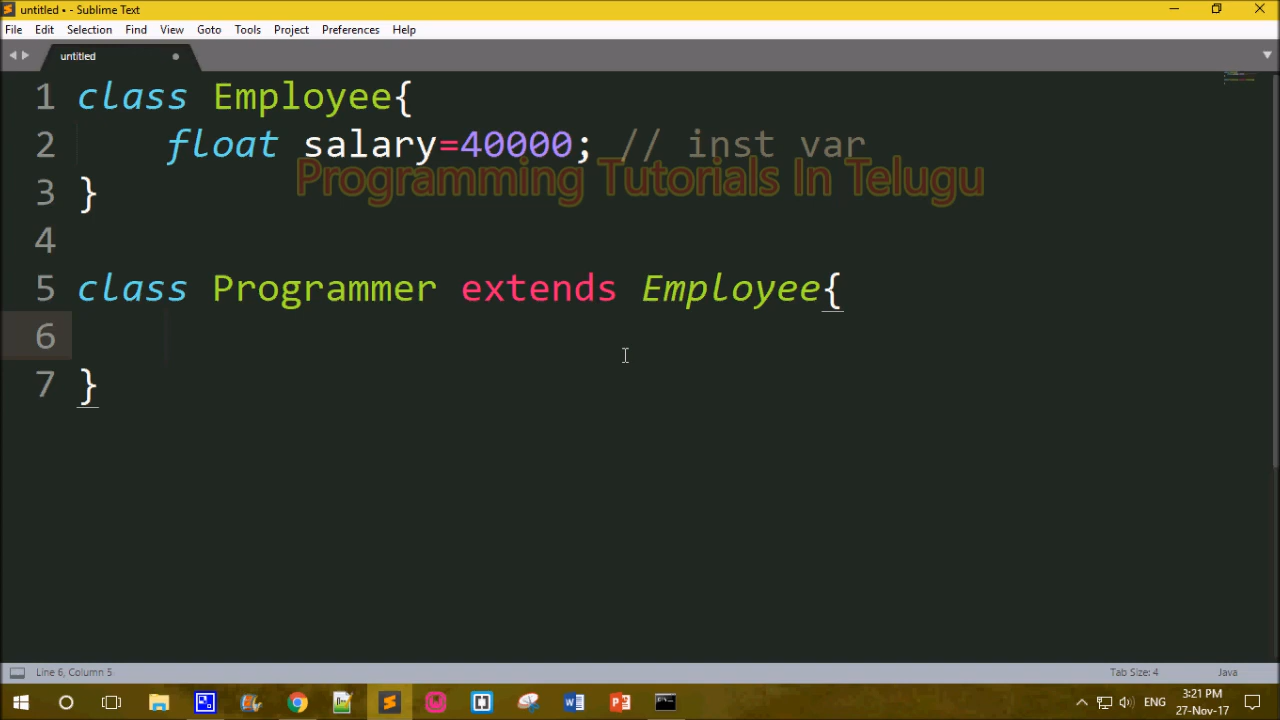 untitled • - Sublime Text
File Edit Selection Find View Goto Tools Project Preferences Help
untitled
1 class Employee{
2 float salary=40000; // inst var
Programming Tutorials In Telugu
3 }
4
5 class Programmer extends Employee{
6
7 }
Line 6, Column 5 Tab Size: 4 Java
ENG 3:21 PM
27-Nov-17